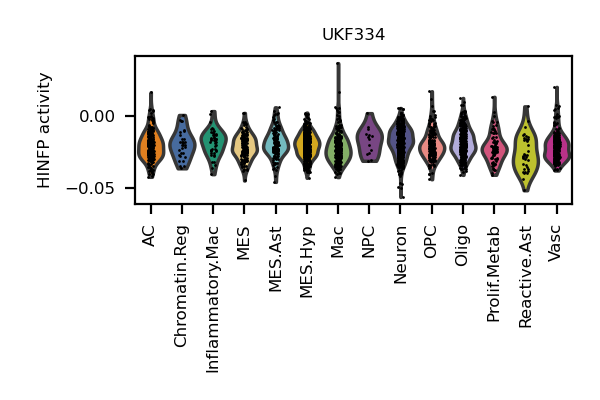 UKF334
HINFP activity
0.00
−0.05
AC
Chromatin.Reg
Inflammatory.Mac
MES
MES.Ast
MES.Hyp
Mac
NPC
Neuron
OPC
Oligo
Prolif.Metab
Reactive.Ast
Vasc